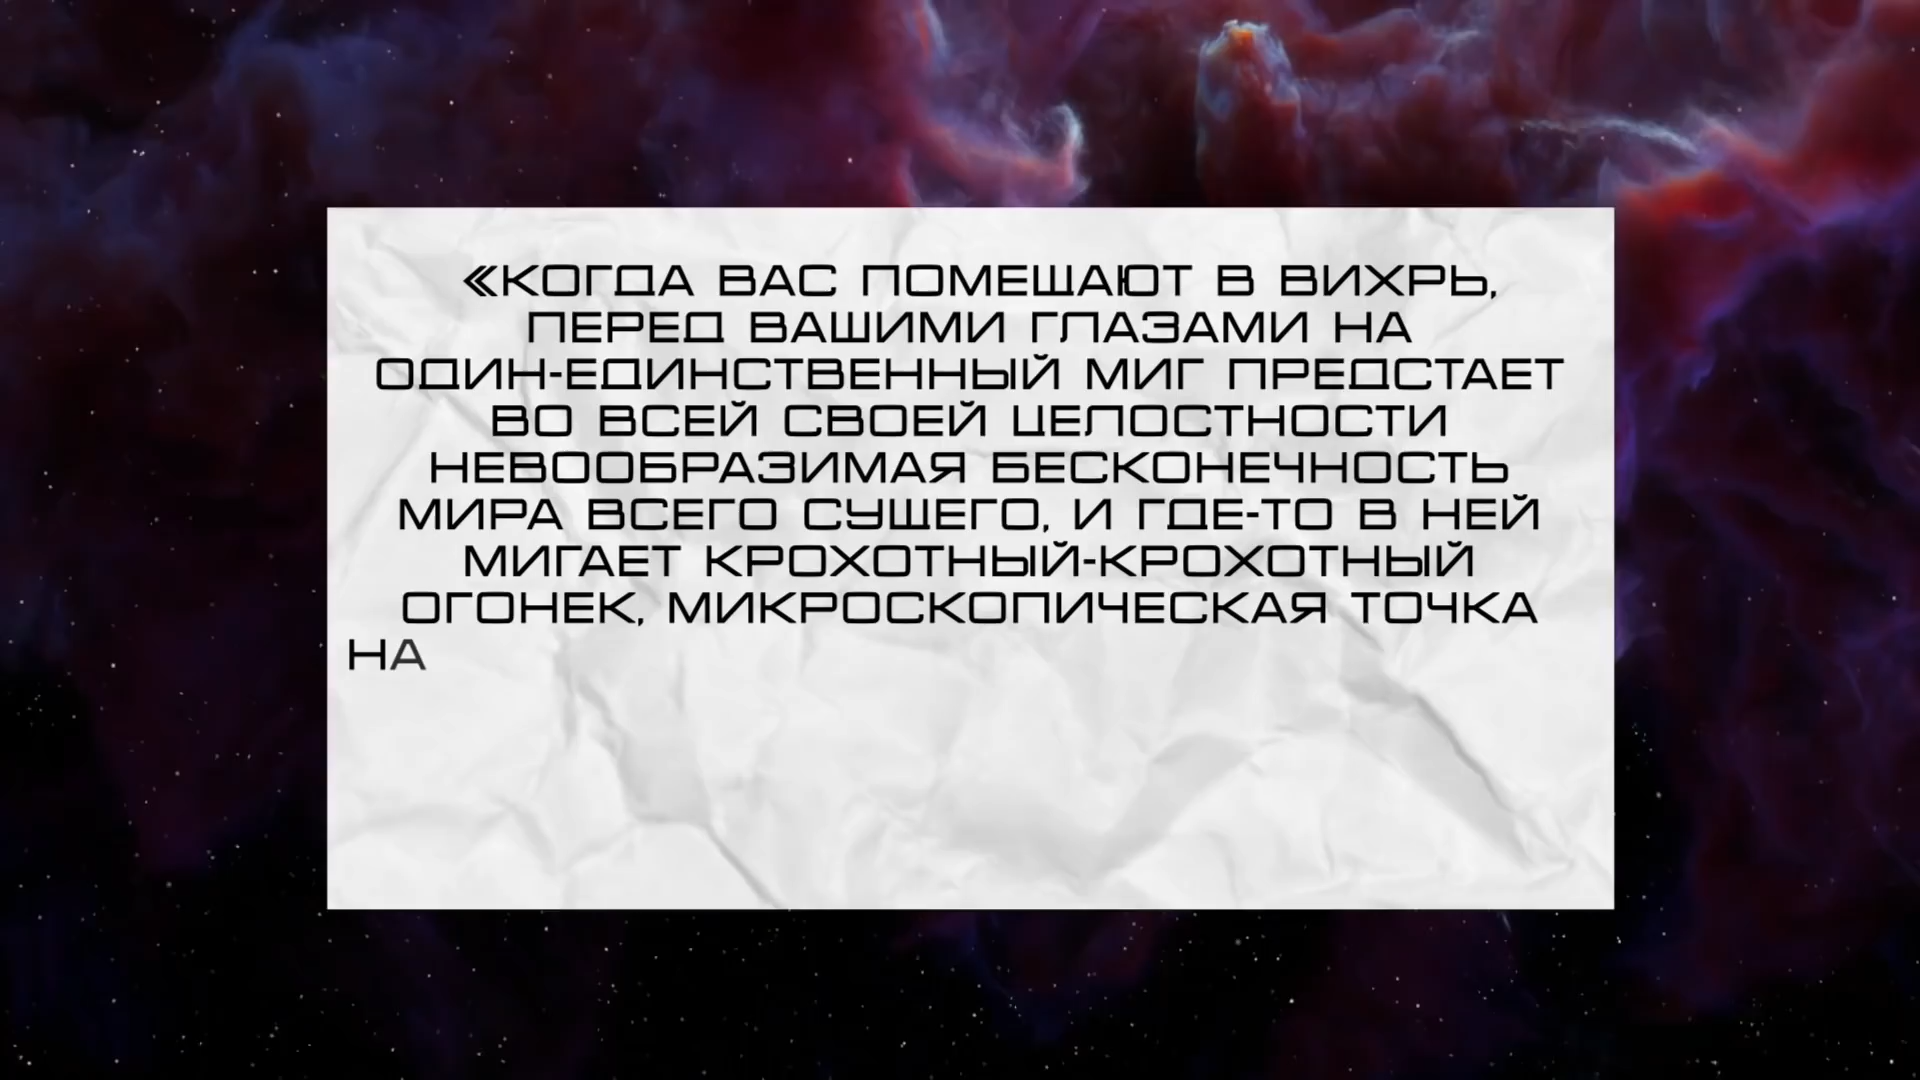 «КОГДА ВАС ПОМЕЩАЮТ В ВИХРЬ,
ПЕРЕД ВАШИМИ ГЛАЗАМИ НА
ОДИН-ЕДИНСТВЕННЫЙ МИГ ПРЕДСТАЕТ
ВО ВСЕЙ СВОЕЙ ЦЕЛОСТНОСТИ
НЕВООБРАЗИМАЯ БЕСКОНЕЧНОСТЬ
МИРА ВСЕГО СУЩЕГО, И ГДЕ-ТО В НЕЙ
МИГАЕТ КРОХОТНЫЙ-КРОХОТНЫЙ
ОГОНЕК, МИКРОСКОПИЧЕСКАЯ ТОЧКА
НА